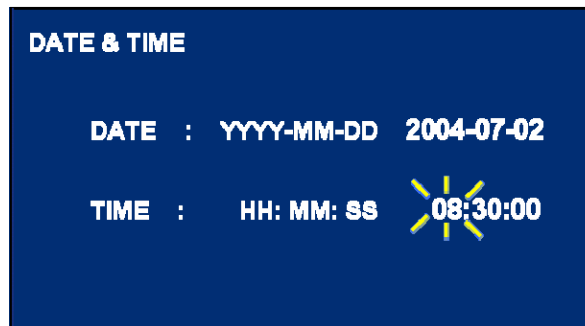 DATE & TIME
DATE : YYYY-MM-DD 2004-07-02
TIME : HH: MM: SS 08:30:00